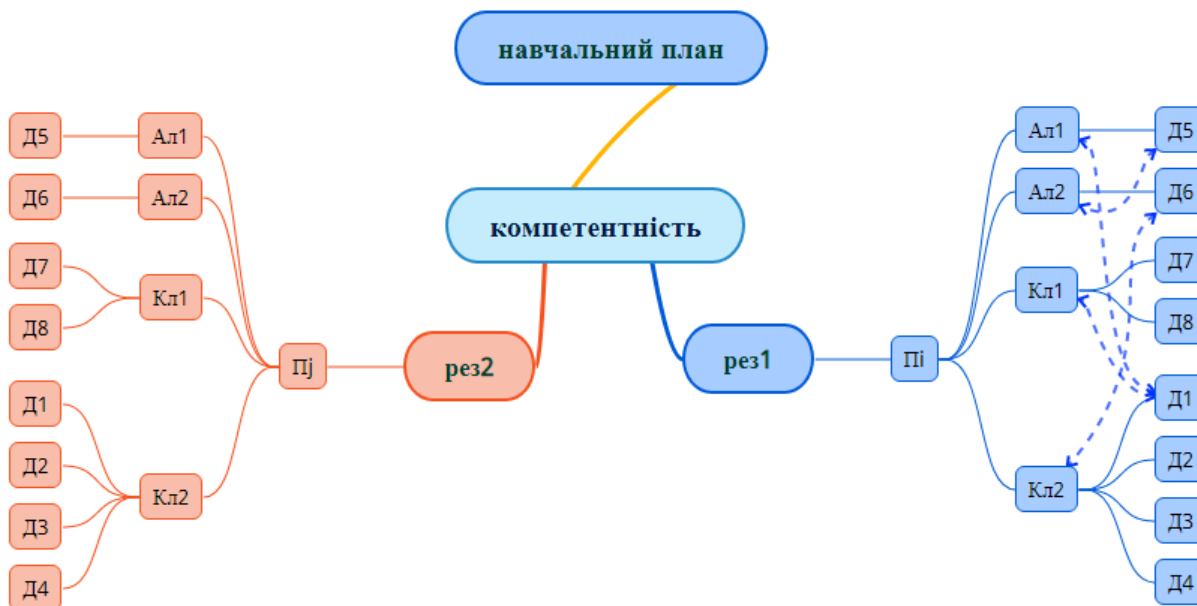 навчальний план
компетентність
рез2
рез1
Пj
Пі
Ал1
Ал2
Кл1
Кл2
Д5
Д6
Д7
Д8
Д1
Д2
Д3
Д4
Ал1
Ал2
Кл1
Кл2
Д5
Д6
Д7
Д8
Д1
Д2
Д3
Д4